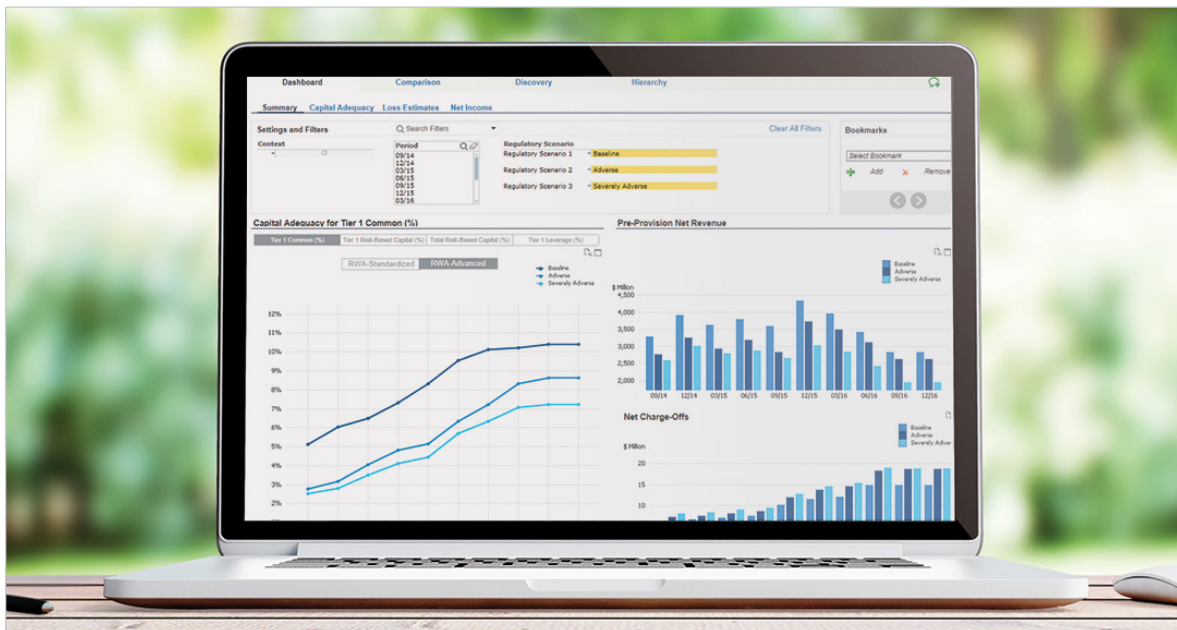 Dashboard Comparison Discovery Hierarchy
Summary Capital Adequacy Loss Estimates Net Income
Settings and Filters
Search Filters
Clear All Filters
Bookmarks
Context
Period
09/14
12/14
03/15
06/15
09/15
12/15
03/16
Regulatory Scenario
Regulatory Scenario 1 Baseline
Regulatory Scenario 2 Adverse
Regulatory Scenario 3 Severely Adverse
Select Bookmark
Add Remove
Capital Adequacy for Tier 1 Common (%)
Tier 1 Common (%) Tier 1 Risk-Based Capital (%) Total Risk-Based Capital (%) Tier 1 Leverage (%)
RWA-Standardized RWA-Advanced
Baseline
Adverse
Severely Adverse
12%
11%
10%
9%
8%
7%
6%
5%
4%
3%
2%
Pre-Provision Net Revenue
Baseline
Adverse
Severely Adverse
$ Million
4,500
4,000
3,500
3,000
2,500
2,000
09/14 12/14 03/15 06/15 09/15 12/15 03/16 06/16 09/16 12/16
Net Charge-Offs
Baseline
Adverse
Severely Adver
$ Million
20
15
10